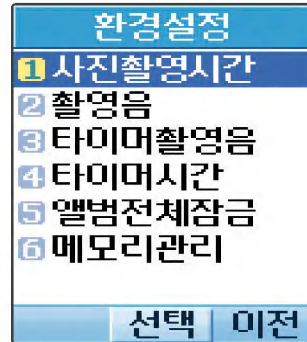 환경설정
1 사진촬영시간
2 촬영음
3 타이머촬영음
4 타이머시간
5 앨범전체잠금
6 메모리관리
선택 이전